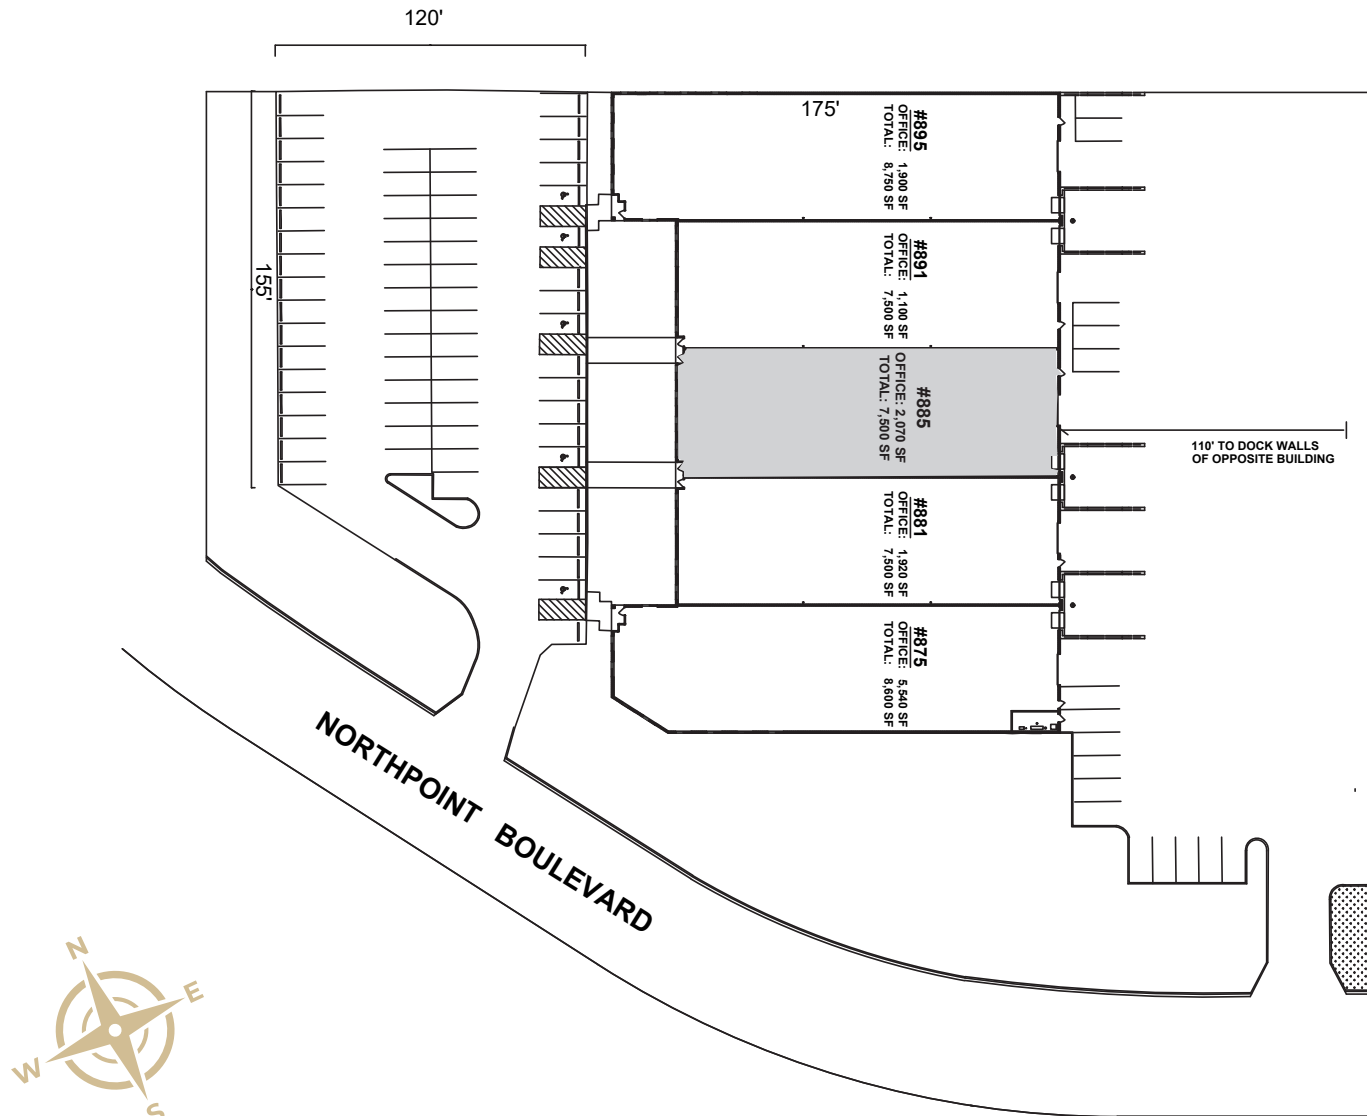 120'
175'
155'
#895
OFFICE: 1,900 SF
TOTAL: 8,750 SF
#891
OFFICE: 1,100 SF
TOTAL: 7,500 SF
#885
OFFICE: 2,070 SF
TOTAL: 7,500 SF
110' TO DOCK WALLS
OF OPPOSITE BUILDING
#881
OFFICE: 1,920 SF
TOTAL: 7,500 SF
#875
OFFICE: 5,540 SF
TOTAL: 8,600 SF
NORTHPOINT BOULEVARD
N
E
W
S